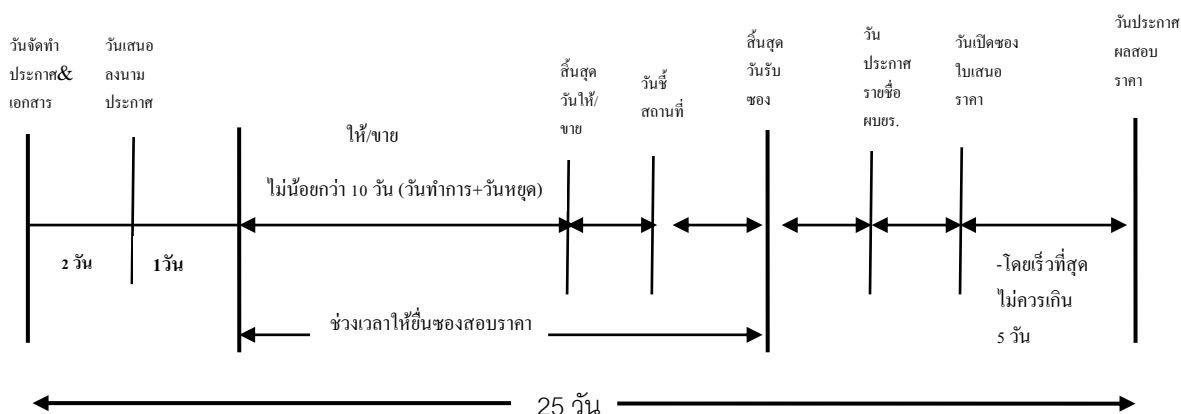 วันจัดทำ
ประกาศ&
เอกสาร
วันเสนอ
ลงนาม
ประกาศ
ให้/ขาย
ไม่น้อยกว่า 10 วัน (วันทำการ+วันหยุด)
สิ้นสุด
วันให้/
ขาย
วันชี้
สถานที่
สิ้นสุด
วันรับ
ซอง
วัน
ประกาศ
รายชื่อ
ผบยร.
วันเปิดซอง
ใบเสนอ
ราคา
วันประกาศ
ผลสอบ
ราคา
2 วัน
1วัน
-โดยเร็วที่สุด
ไม่ควรเกิน
5 วัน
ช่วงเวลาให้ยื่นซองสอบราคา
25 วัน